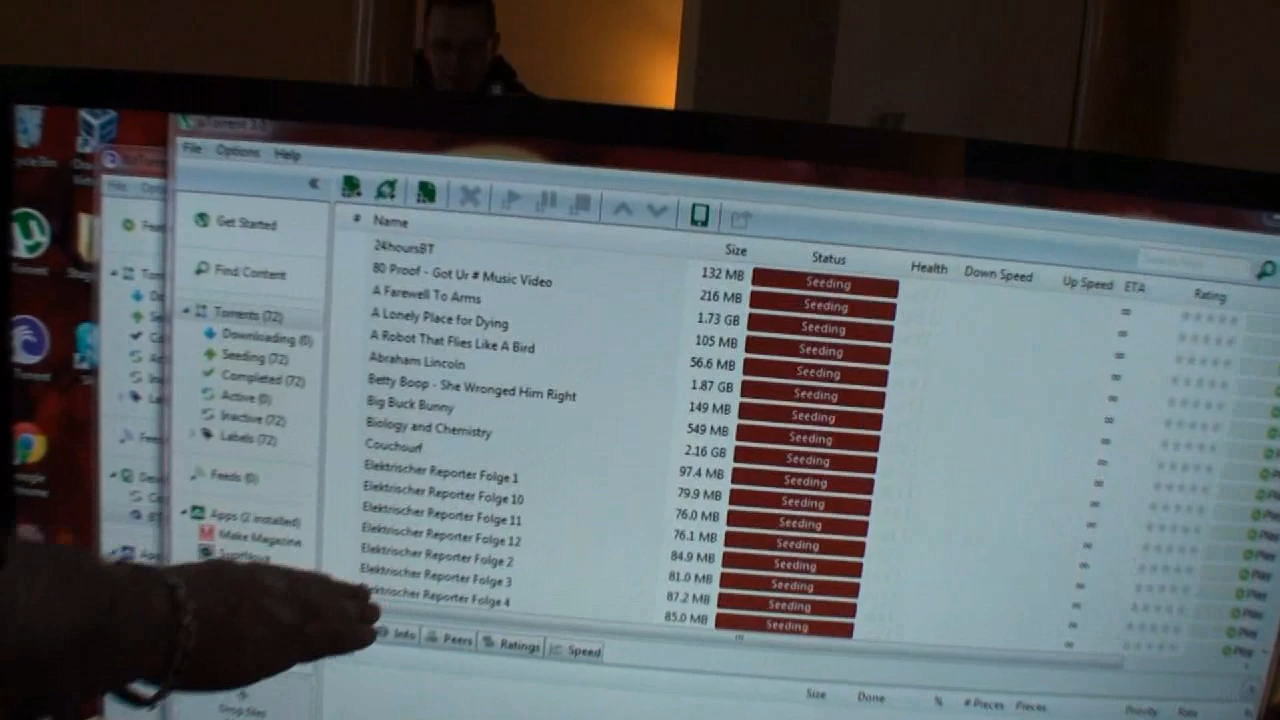 µTorrent 3.0
File Options Help
Get Started
Find Content
Torrents (72)
Downloading (0)
Seeding (72)
Completed (72)
Active (0)
Inactive (72)
Labels (72)
Feeds (0)
Apps (2 installed)
Make Magazine
# Name Size Status Health Down Speed Up Speed ETA Rating
24hoursBT 132 MB Seeding ∞
80 Proof - Got Ur # Music Video 216 MB Seeding ∞
A Farewell To Arms 1.73 GB Seeding ∞
A Lonely Place for Dying 105 MB Seeding ∞
A Robot That Flies Like A Bird 56.6 MB Seeding ∞
Abraham Lincoln 1.87 GB Seeding ∞
Betty Boop - She Wronged Him Right 149 MB Seeding ∞
Big Buck Bunny 549 MB Seeding ∞
Biology and Chemistry 2.16 GB Seeding ∞
Couchsurf 97.4 MB Seeding ∞
Elektrischer Reporter Folge 1 79.9 MB Seeding ∞
Elektrischer Reporter Folge 10 76.0 MB Seeding ∞
Elektrischer Reporter Folge 11 76.1 MB Seeding ∞
Elektrischer Reporter Folge 12 84.9 MB Seeding ∞
Elektrischer Reporter Folge 2 81.0 MB Seeding ∞
Elektrischer Reporter Folge 3 87.2 MB Seeding ∞
Elektrischer Reporter Folge 4 85.0 MB Seeding ∞
Info Peers Ratings Speed
Size Done % # Pieces Pieces Priority